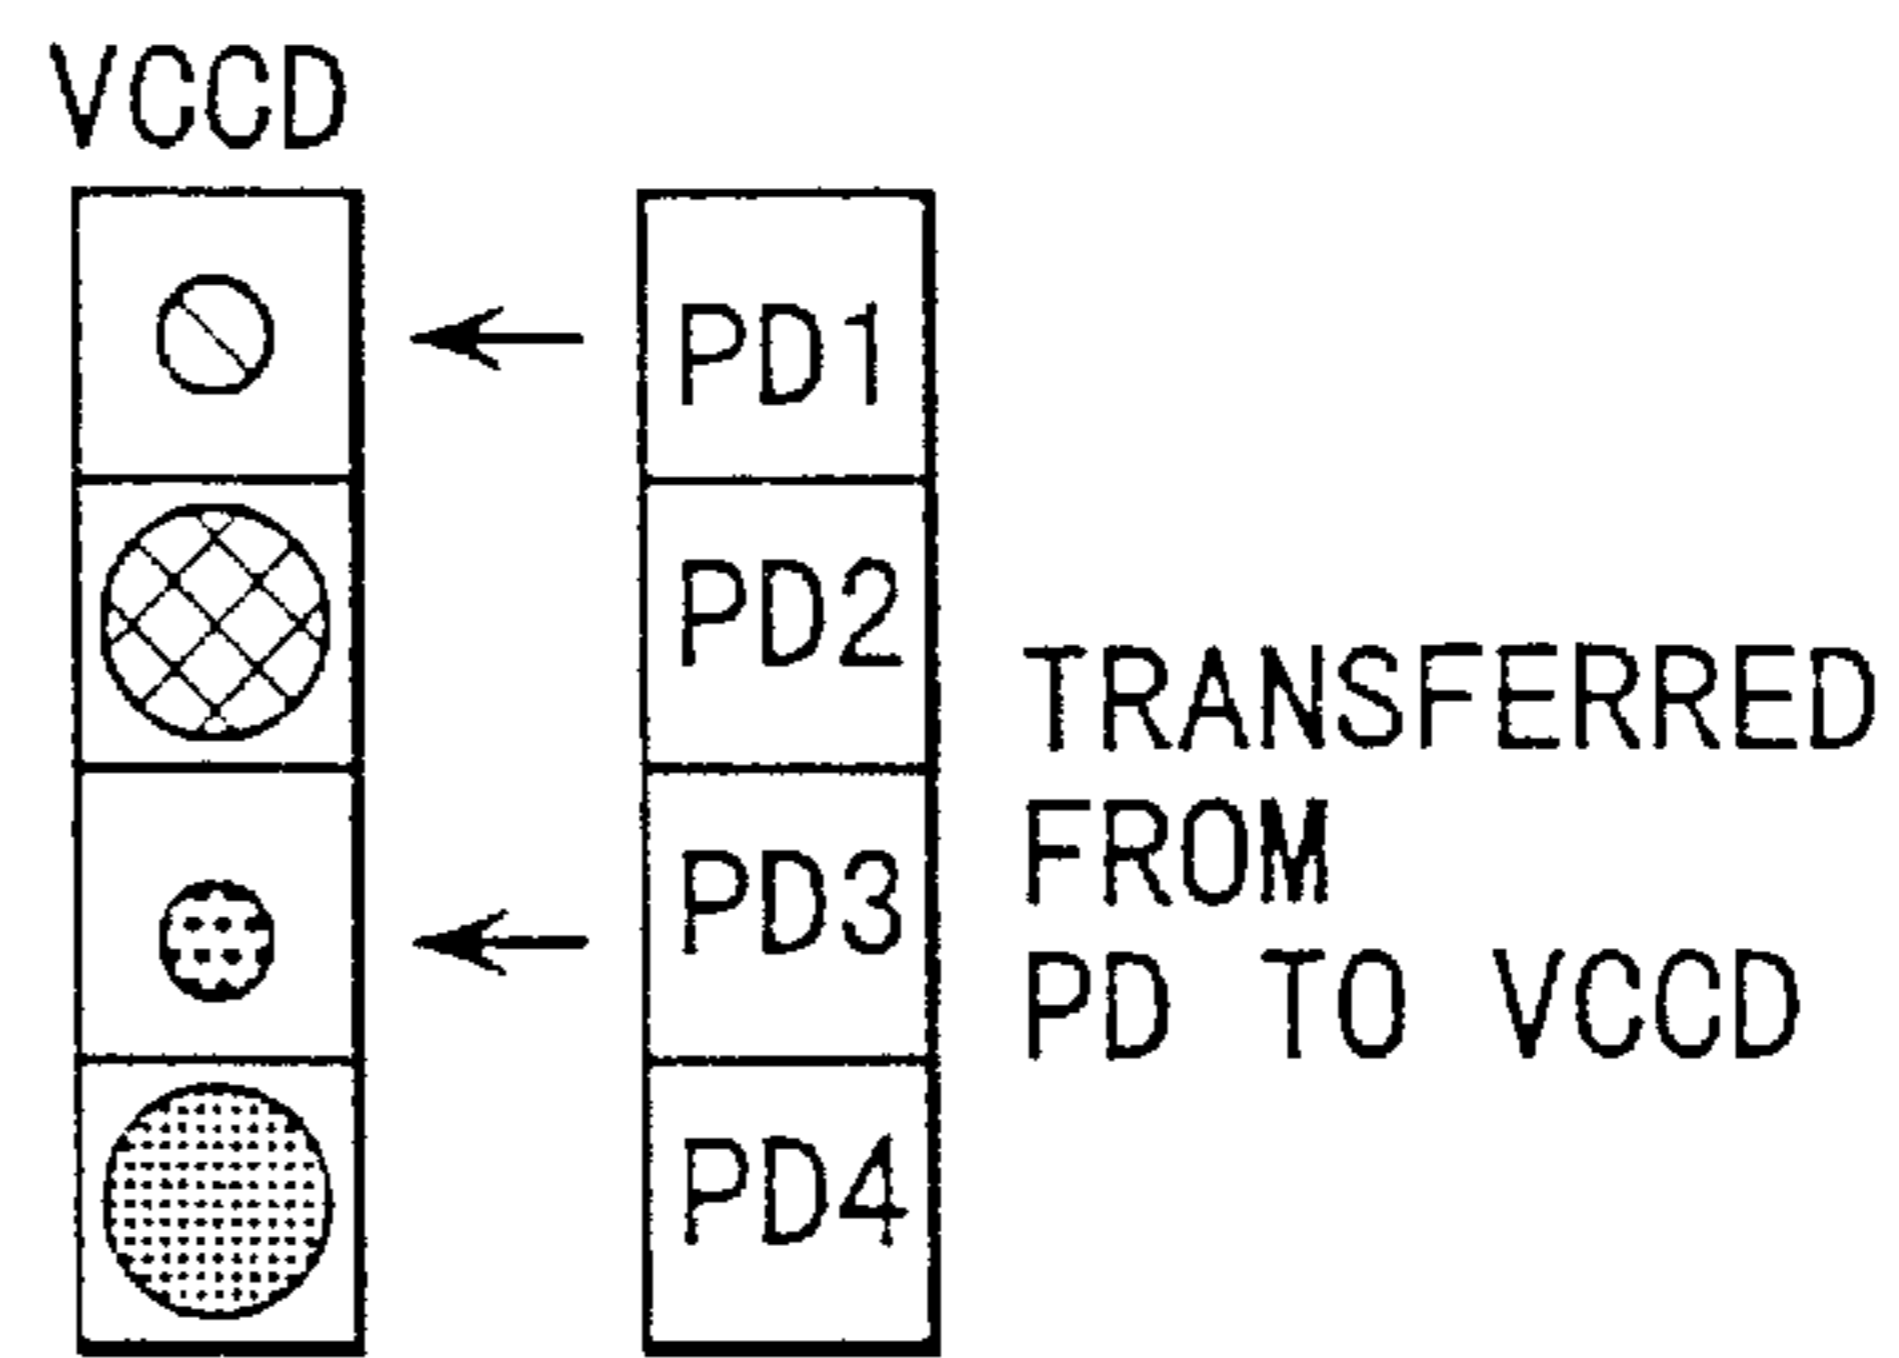 VCCD
PD1
PD2
PD3
PD4
TRANSFERRED
FROM
PD TO VCCD